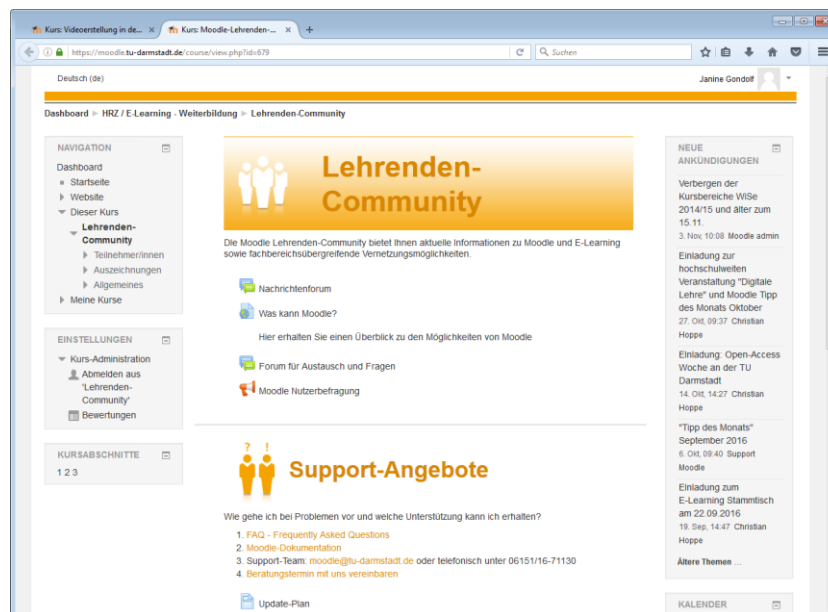 Kurs: Videoerstellung in de...
Kurs: Moodle-Lehrenden-...
https://moodle.tu-darmstadt.de/course/view.php?id=679
Suchen
Deutsch (de)
Janine Gondolf
Dashboard HRZ / E-Learning - Weiterbildung Lehrenden-Community
NAVIGATION
Dashboard
Startseite
Website
Dieser Kurs
Lehrenden-
Community
Teilnehmer/innen
Auszeichnungen
Allgemeines
Meine Kurse
EINSTELLUNGEN
Kurs-Administration
Abmelden aus
'Lehrenden-
Community'
Bewertungen
KURSABSCHNITTE
1 2 3
Lehrenden-
Community
Die Moodle Lehrenden-Community bietet Ihnen aktuelle Informationen zu Moodle und E-Learning
sowie fachbereichsübergreifende Vernetzungsmöglichkeiten.
Nachrichtenforum
Was kann Moodle?
Hier erhalten Sie einen Überblick zu den Möglichkeiten von Moodle
Forum für Austausch und Fragen
Moodle Nutzerbefragung
? !
Support-Angebote
Wie gehe ich bei Problemen vor und welche Unterstützung kann ich erhalten?
1. FAQ - Frequently Asked Questions
2. Moodle-Dokumentation
3. Support-Team: moodle@tu-darmstadt.de oder telefonisch unter 06151/16-71130
4. Beratungstermin mit uns vereinbaren
Update-Plan
NEUE
ANKÜNDIGUNGEN
Verbergen der
Kursbereiche WiSe
2014/15 und älter zum
15.11.
3. Nov, 10:08 Moodle admin
Einladung zur
hochschulweiten
Veranstaltung "Digitale
Lehre" und Moodle Tipp
des Monats Oktober
27. Okt, 09:37 Christian
Hoppe
Einladung: Open-Access
Woche an der TU
Darmstadt
14. Okt, 14:27 Christian
Hoppe
"Tipp des Monats"
September 2016
6. Okt, 09:40 Support
Moodle
Einladung zum
E-Learning Stammtisch
am 22.09.2016
19. Sep, 14:47 Christian
Hoppe
Ältere Themen ...
KALENDER